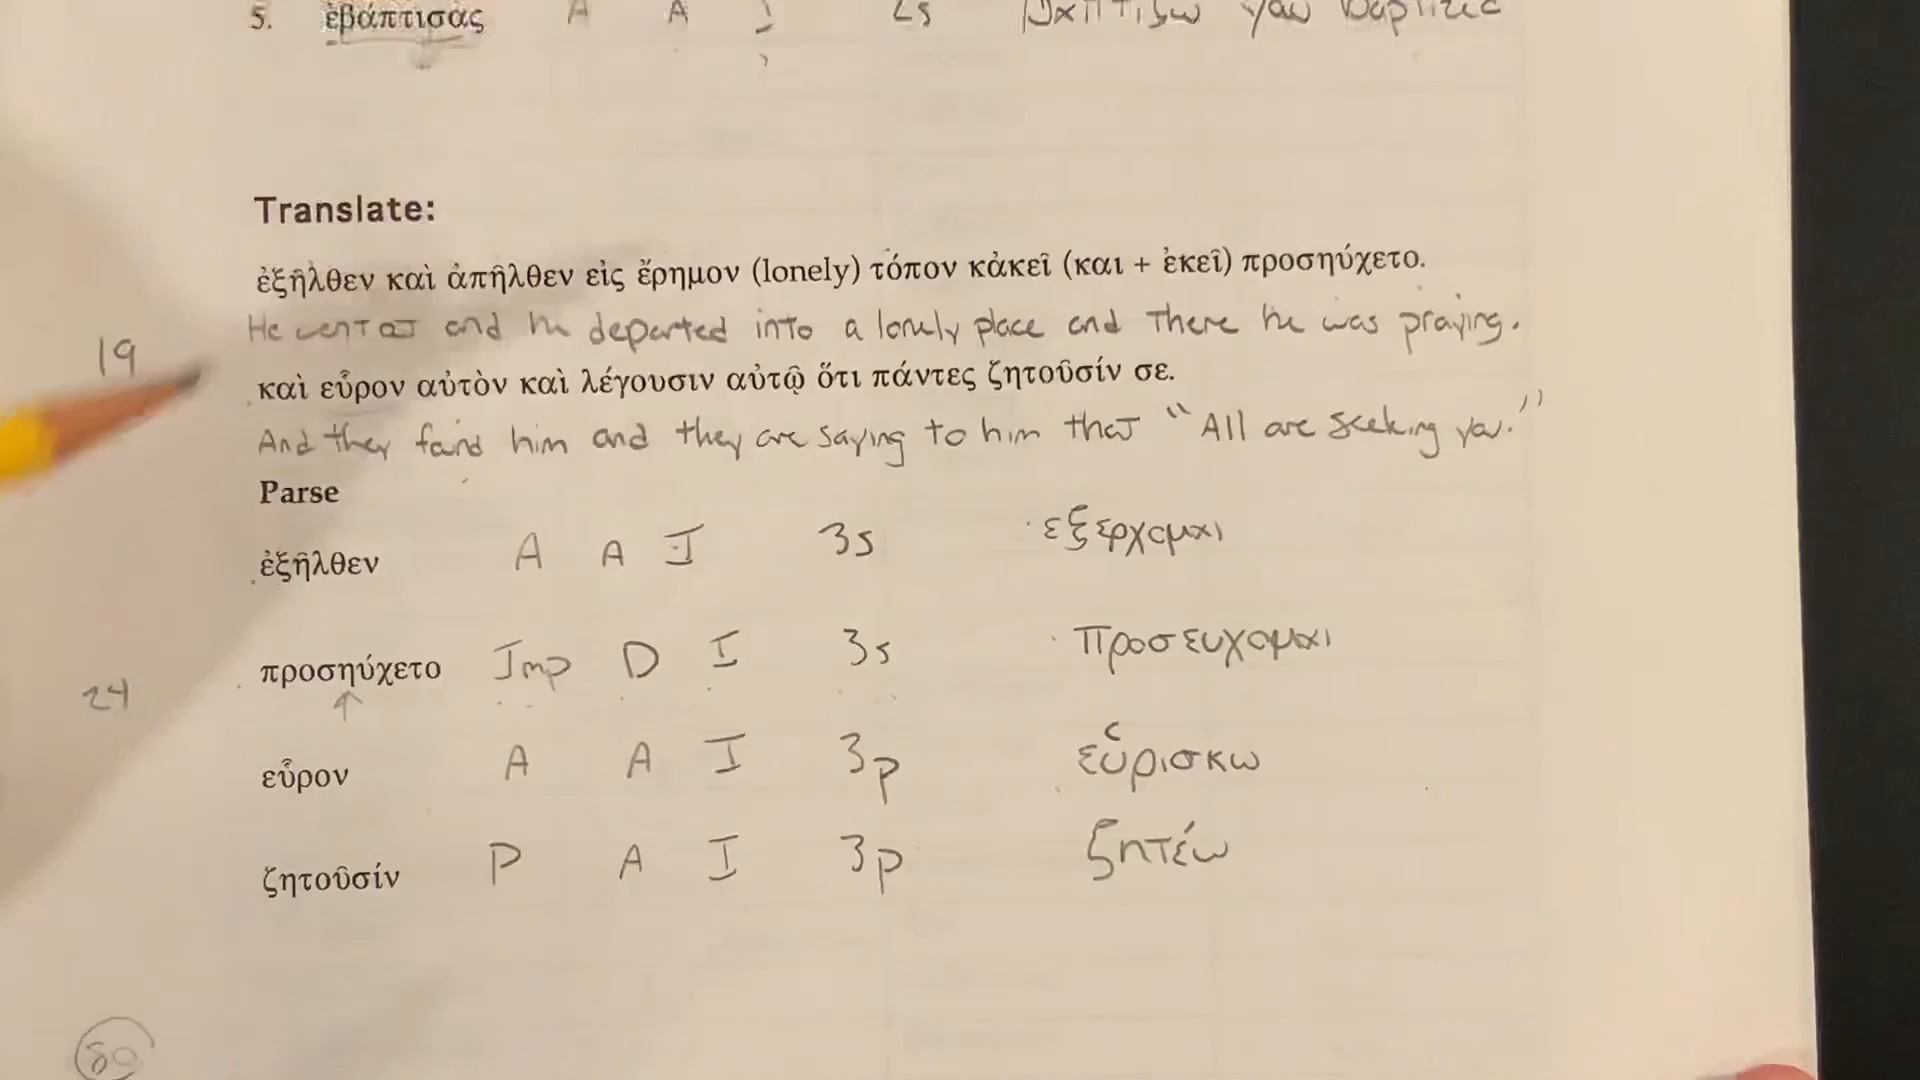 5. ἐβάπτισας A A I 2s βαπτιζω you baptized
Translate:
ἐξῆλθεν καὶ ἀπῆλθεν εἰς ἔρημον (lonely) τόπον κἀκεῖ (και + ἐκεῖ) προσηύχετο.
He went out and he departed into a lonely place and there he was praying.
19
καὶ εὗρον αὐτὸν καὶ λέγουσιν αὐτῷ ὅτι πάντες ζητοῦσίν σε.
And they found him and they are saying to him that "All are seeking you."
Parse
ἐξῆλθεν A A I 3s εξερχομαι
προσηύχετο Imp D I 3s προσευχομαι
24
εὗρον A A I 3p εὑρισκω
ζητοῦσίν P A I 3p ζητέω
80